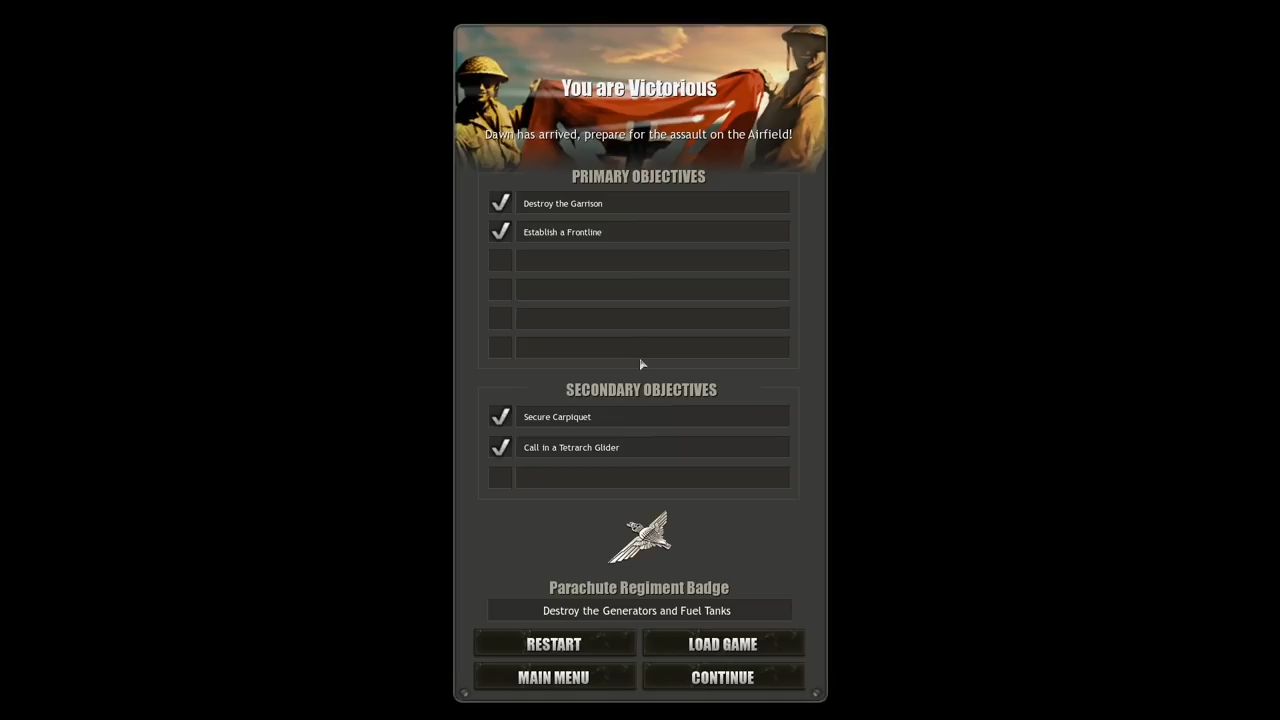 You are Victorious
Dawn has arrived, prepare for the assault on the Airfield!
PRIMARY OBJECTIVES
Destroy the Garrison
Establish a Frontline
SECONDARY OBJECTIVES
Secure Carpiquet
Call in a Tetrarch Glider
Parachute Regiment Badge
Destroy the Generators and Fuel Tanks
RESTART
LOAD GAME
MAIN MENU
CONTINUE